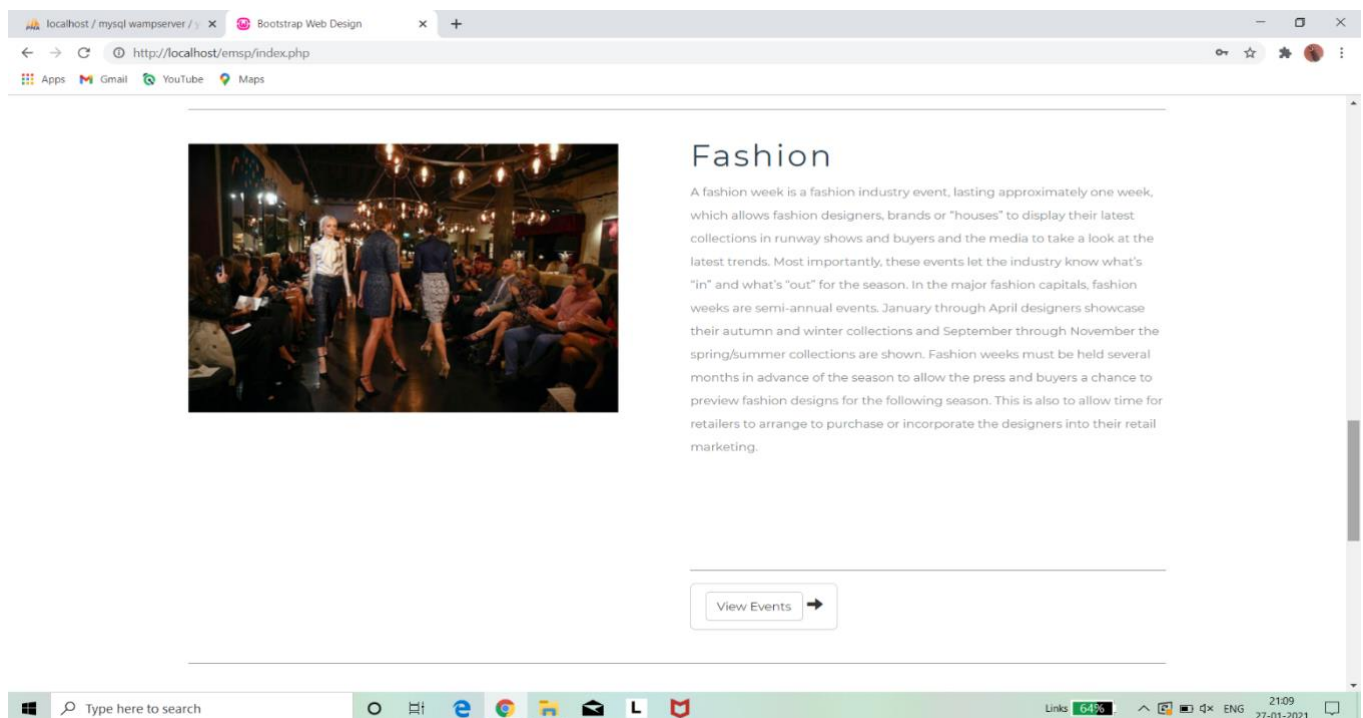 localhost / mysql wampserver /
Bootstrap Web Design
http://localhost/emsp/index.php
Apps Gmail YouTube Maps
Fashion
A fashion week is a fashion industry event, lasting approximately one week,
which allows fashion designers, brands or "houses" to display their latest
collections in runway shows and buyers and the media to take a look at the
latest trends. Most importantly, these events let the industry know what's
"in" and what's "out" for the season. In the major fashion capitals, fashion
weeks are semi-annual events. January through April designers showcase
their autumn and winter collections and September through November the
spring/summer collections are shown. Fashion weeks must be held several
months in advance of the season to allow the press and buyers a chance to
preview fashion designs for the following season. This is also to allow time for
retailers to arrange to purchase or incorporate the designers into their retail
marketing.
View Events
Type here to search
L
Links 64%
ENG
21:09
27-01-2021